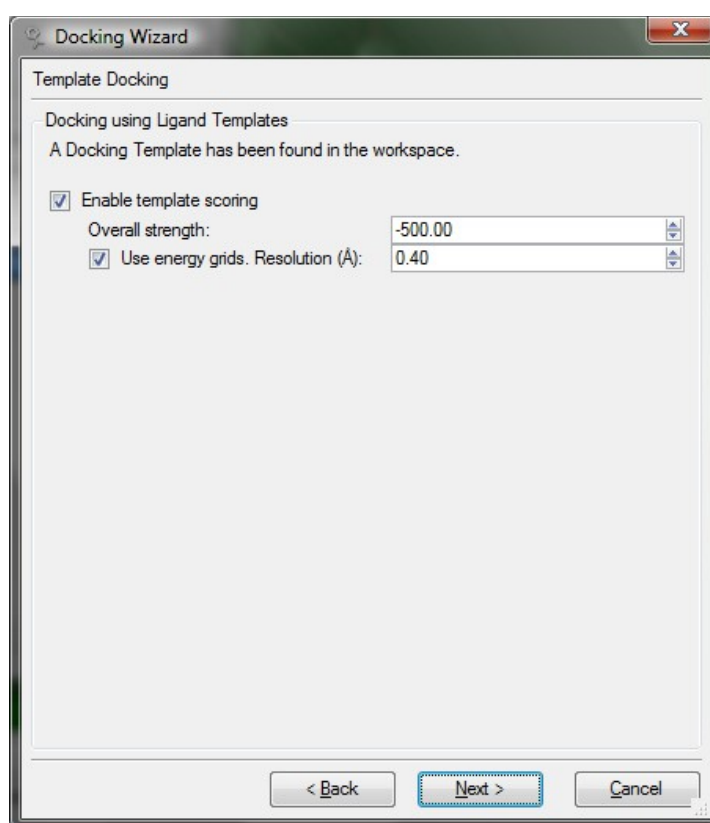 Docking Wizard
Template Docking
Docking using Ligand Templates
A Docking Template has been found in the workspace.
Enable template scoring
Overall strength: -500.00
Use energy grids. Resolution (Å): 0.40
< Back Next > Cancel